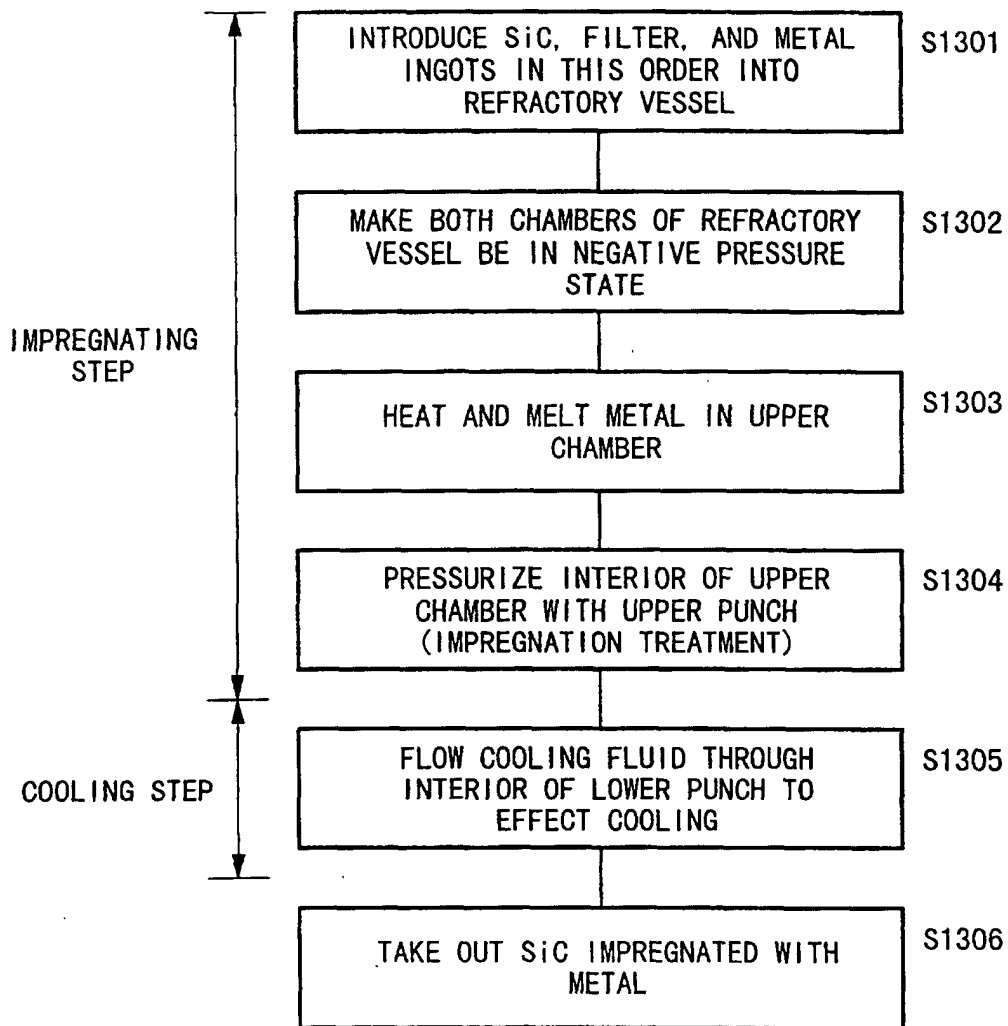 INTRODUCE SiC, FILTER, AND METAL
INGOTS IN THIS ORDER INTO
REFRACTORY VESSEL
S1301
MAKE BOTH CHAMBERS OF REFRACTORY
VESSEL BE IN NEGATIVE PRESSURE
STATE
S1302
IMPREGNATING
STEP
HEAT AND MELT METAL IN UPPER
CHAMBER
S1303
PRESSURIZE INTERIOR OF UPPER
CHAMBER WITH UPPER PUNCH
(IMPREGNATION TREATMENT)
S1304
COOLING STEP
FLOW COOLING FLUID THROUGH
INTERIOR OF LOWER PUNCH TO
EFFECT COOLING
S1305
TAKE OUT SiC IMPREGNATED WITH
METAL
S1306